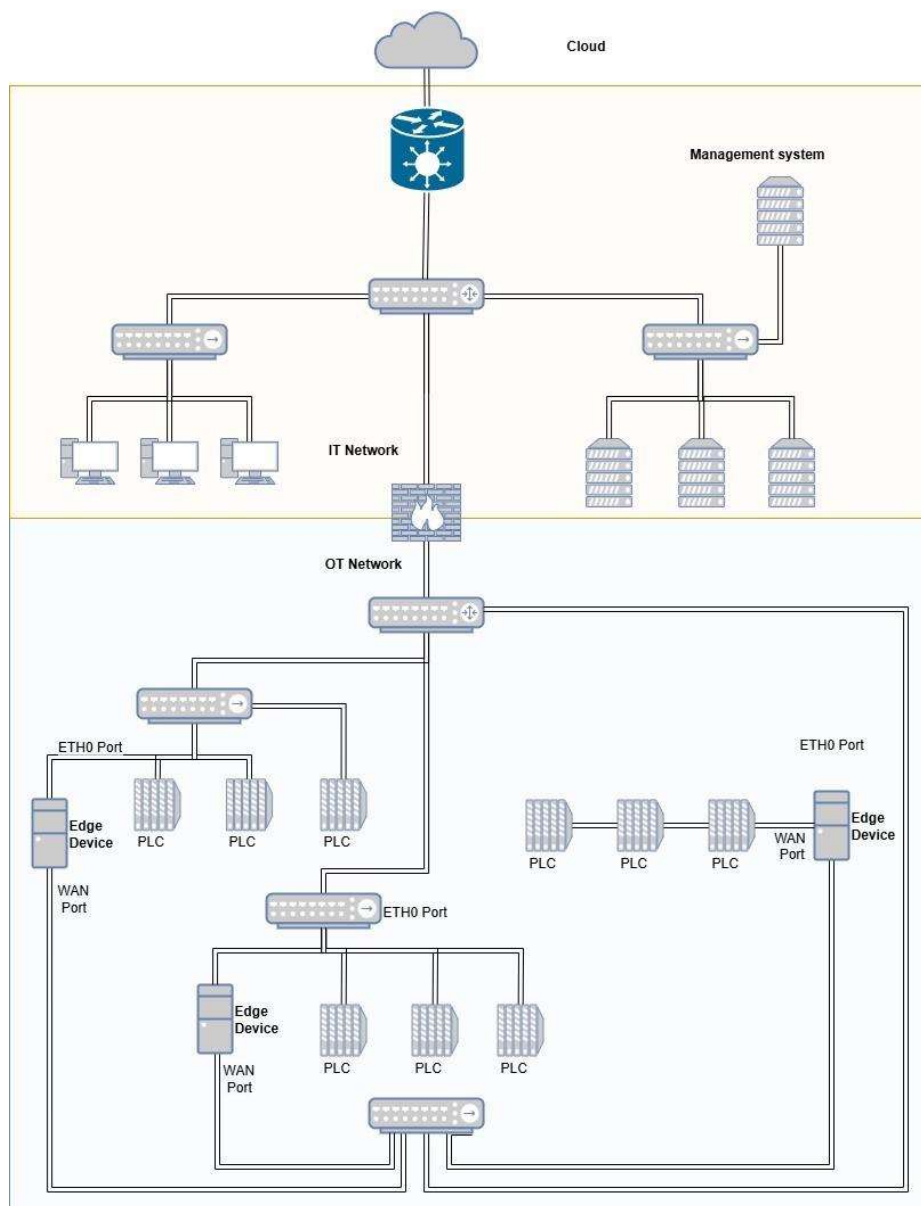 Cloud
Management system
IT Network
OT Network
ETH0 Port
ETH0 Port
PLC
PLC
PLC
Edge
Device
PLC
PLC
PLC
WAN
Port
Edge
Device
WAN
Port
ETH0 Port
Edge
Device
PLC
PLC
PLC
WAN
Port